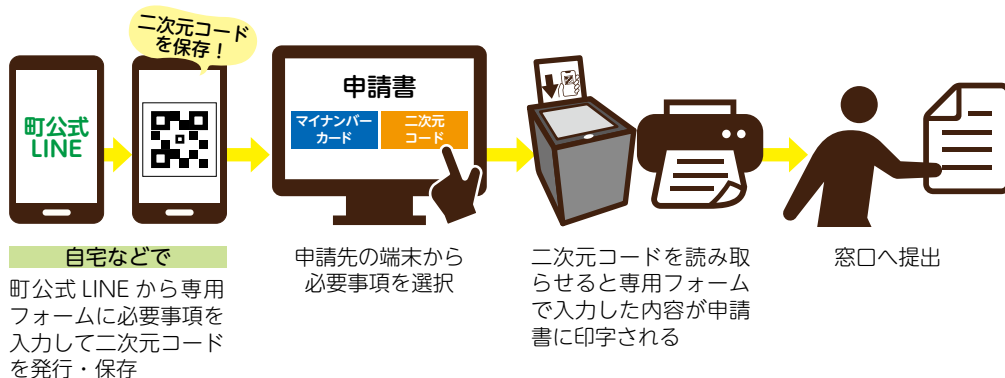 二次元コード
を保存！
町公式
LINE
申請書
マイナンバー
カード
二次元
コード
自宅などで
町公式 LINE から専用
フォームに必要事項を
入力して二次元コード
を発行・保存
申請先の端末から
必要事項を選択
二次元コードを読み取
らせると専用フォーム
で入力した内容が申請
書に印字される
窓口へ提出